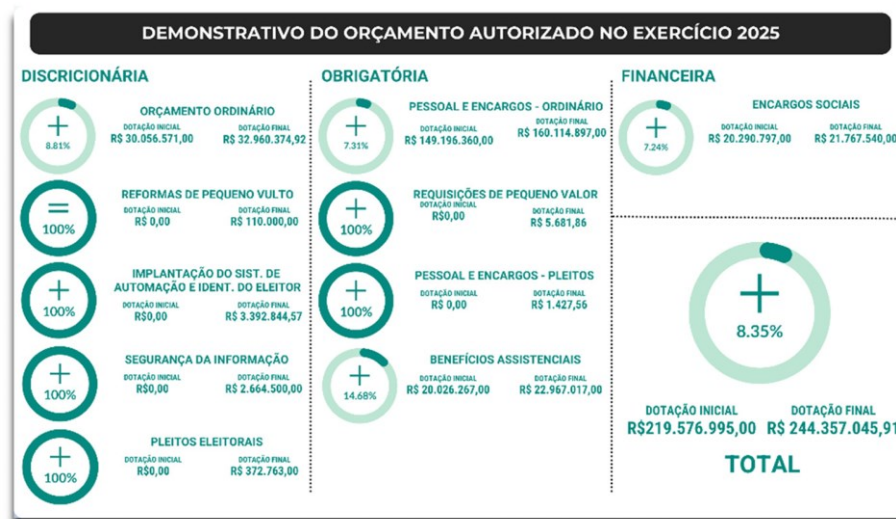 DEMONSTRATIVO DO ORÇAMENTO AUTORIZADO NO EXERCÍCIO 2025
DISCRICIONÁRIA
ORÇAMENTO ORDINÁRIO
DOTAÇÃO INICIAL DOTAÇÃO FINAL
R$ 30.056.571,00 R$ 32.960.374,92
+
8.81%
REFORMAS DE PEQUENO VULTO
DOTAÇÃO INICIAL DOTAÇÃO FINAL
R$ 0,00 R$ 110.000,00
=
100%
IMPLANTAÇÃO DO SIST. DE
AUTOMAÇÃO E IDENT. DO ELEITOR
DOTAÇÃO INICIAL DOTAÇÃO FINAL
R$0,00 R$ 3.392.844,57
+
100%
SEGURANÇA DA INFORMAÇÃO
DOTAÇÃO INICIAL DOTAÇÃO FINAL
R$0,00 R$ 2.664.500,00
+
100%
PLEITOS ELEITORAIS
DOTAÇÃO INICIAL DOTAÇÃO FINAL
R$0,00 R$ 372.763,00
+
100%
OBRIGATÓRIA
PESSOAL E ENCARGOS - ORDINÁRIO
DOTAÇÃO INICIAL DOTAÇÃO FINAL
R$ 149.196.360,00 R$ 160.114.897,00
+
7.31%
REQUISIÇÕES DE PEQUENO VALOR
DOTAÇÃO INICIAL DOTAÇÃO FINAL
R$0,00 R$ 5.681,86
+
100%
PESSOAL E ENCARGOS - PLEITOS
DOTAÇÃO INICIAL DOTAÇÃO FINAL
R$ 0,00 R$ 1.427,56
+
100%
BENEFÍCIOS ASSISTENCIAIS
DOTAÇÃO INICIAL DOTAÇÃO FINAL
R$ 20.026.267,00 R$ 22.967.017,00
+
14.68%
FINANCEIRA
ENCARGOS SOCIAIS
DOTAÇÃO INICIAL DOTAÇÃO FINAL
R$ 20.290.797,00 R$ 21.767.540,00
+
7.24%
+
8.35%
DOTAÇÃO INICIAL DOTAÇÃO FINAL
R$219.576.995,00 R$ 244.357.045,91
TOTAL